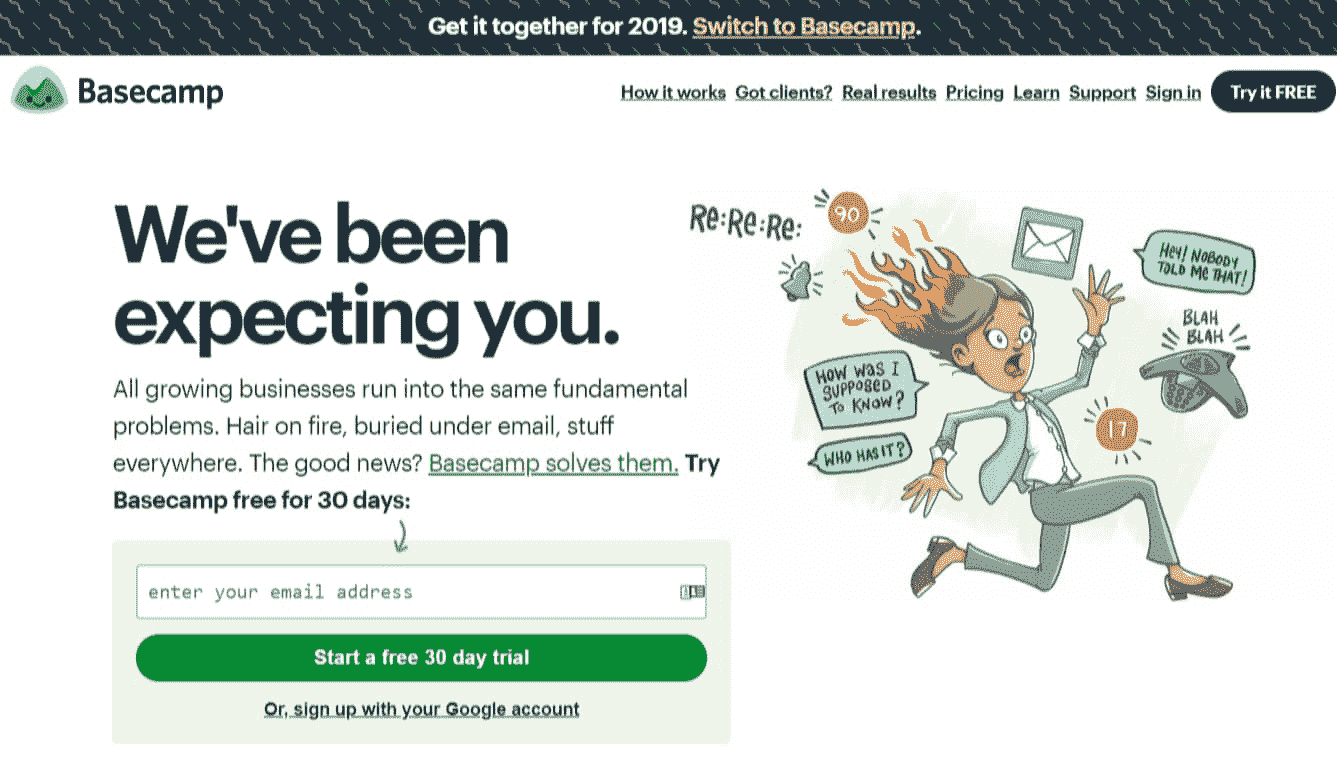 Get it together for 2019. Switch to Basecamp.
Basecamp
How it works Got clients? Real results Pricing Learn Support Sign in Try it FREE
We've been
expecting you.
All growing businesses run into the same fundamental
problems. Hair on fire, buried under email, stuff
everywhere. The good news? Basecamp solves them. Try
Basecamp free for 30 days:
enter your email address
Start a free 30 day trial
Or, sign up with your Google account
Re:Re:Re:
90
HEY! NOBODY
TOLD ME THAT!
BLAH
BLAH
HOW WAS I
SUPPOSED
TO KNOW?
17
WHO HAS IT?